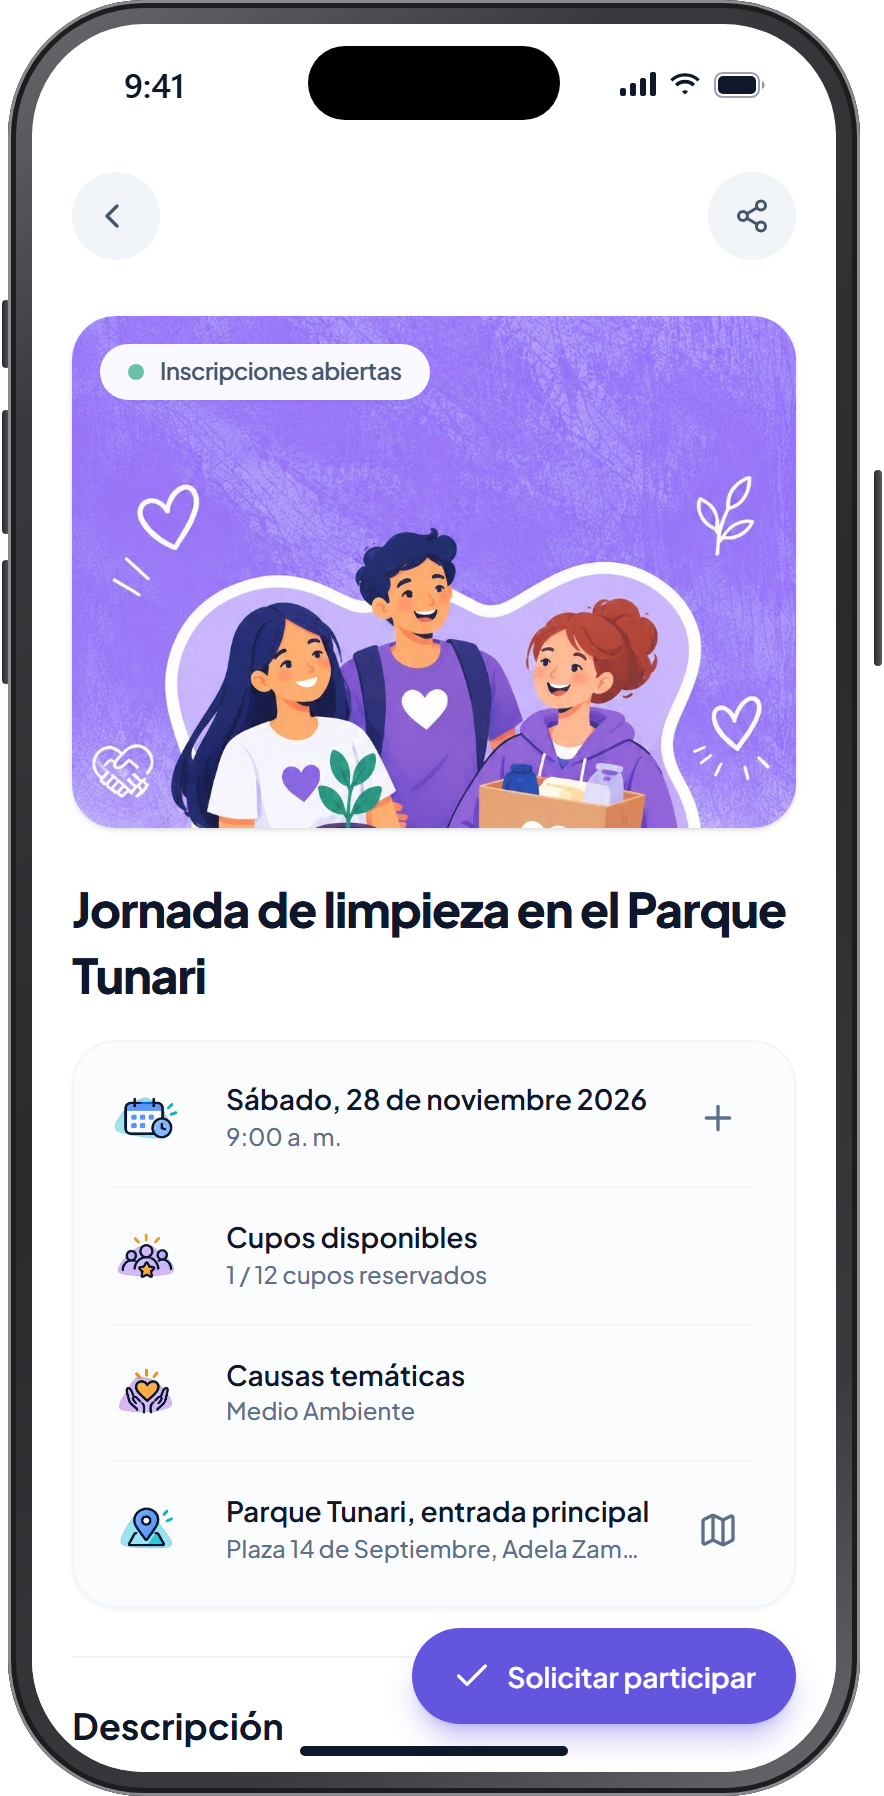 9:41
Inscripciones abiertas
Jornada de limpieza en el Parque
Tunari
Sábado, 28 de noviembre 2026
9:00 a. m.
Cupos disponibles
1 / 12 cupos reservados
Causas temáticas
Medio Ambiente
Parque Tunari, entrada principal
Plaza 14 de Septiembre, Adela Zam...
Solicitar participar
Descripción